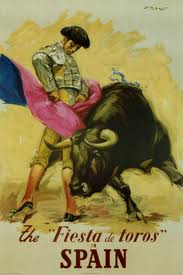 The "Fiesta de toros"
in
SPAIN